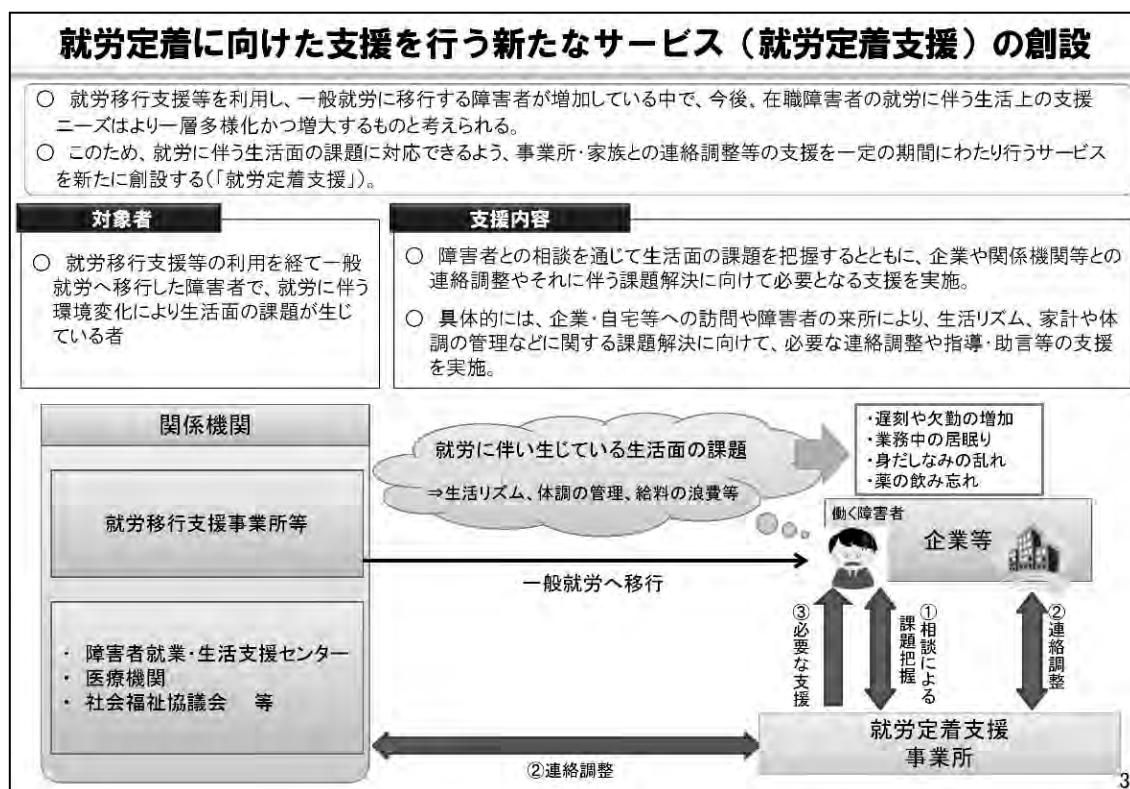 就労定着に向けた支援を行う新たなサービス（就労定着支援）の創設
○ 就労移行支援等を利用し、一般就労に移行する障害者が増加している中で、今後、在職障害者の就労に伴う生活上の支援
ニーズはより一層多様化かつ増大するものと考えられる。
○ このため、就労に伴う生活面の課題に対応できるよう、事業所・家族との連絡調整等の支援を一定の期間にわたり行うサービス
を新たに創設する（「就労定着支援」）。
対象者
○ 就労移行支援等の利用を経て一般
就労へ移行した障害者で、就労に伴う
環境変化により生活面の課題が生じ
ている者
支援内容
○ 障害者との相談を通じて生活面の課題を把握するとともに、企業や関係機関等との
連絡調整やそれに伴う課題解決に向けて必要となる支援を実施。
○ 具体的には、企業・自宅等への訪問や障害者の来所により、生活リズム、家計や体
調の管理などに関する課題解決に向けて、必要な連絡調整や指導・助言等の支援
を実施。
関係機関
就労移行支援事業所等
・ 障害者就業・生活支援センター
・ 医療機関
・ 社会福祉協議会 等
就労に伴い生じている生活面の課題
⇒生活リズム、体調の管理、給料の浪費等
・遅刻や欠勤の増加
・業務中の居眠り
・身だしなみの乱れ
・薬の飲み忘れ
働く障害者
企業等
一般就労へ移行
③必要な支援
①相談による
課題把握
②連絡調整
就労定着支援
事業所
②連絡調整
3